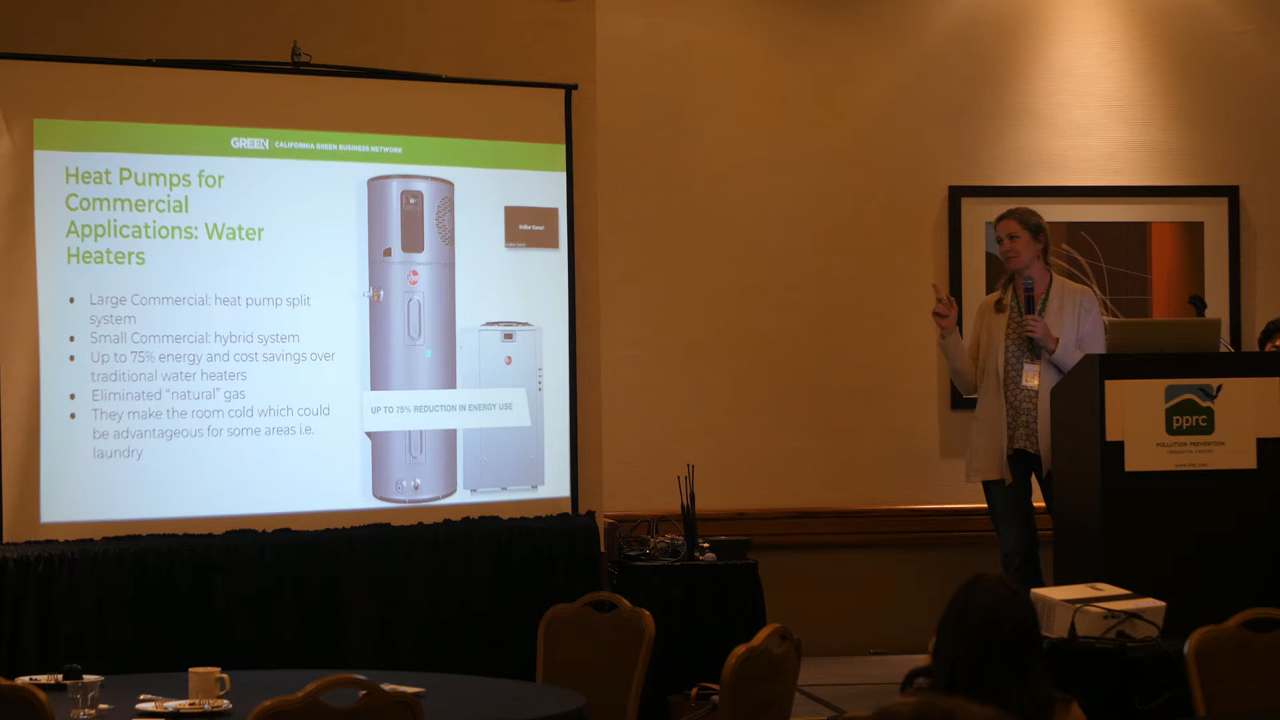 GREEN CALIFORNIA GREEN BUSINESS NETWORK
Heat Pumps for
Commercial
Applications: Water
Heaters
• Large Commercial: heat pump split
system
• Small Commercial: hybrid system
• Up to 75% energy and cost savings over
traditional water heaters
• Eliminated “natural” gas
• They make the room cold which could
be advantageous for some areas i.e.
laundry
UP TO 75% REDUCTION IN ENERGY USE
pprc
POLLUTION PREVENTION
RESOURCE CENTER